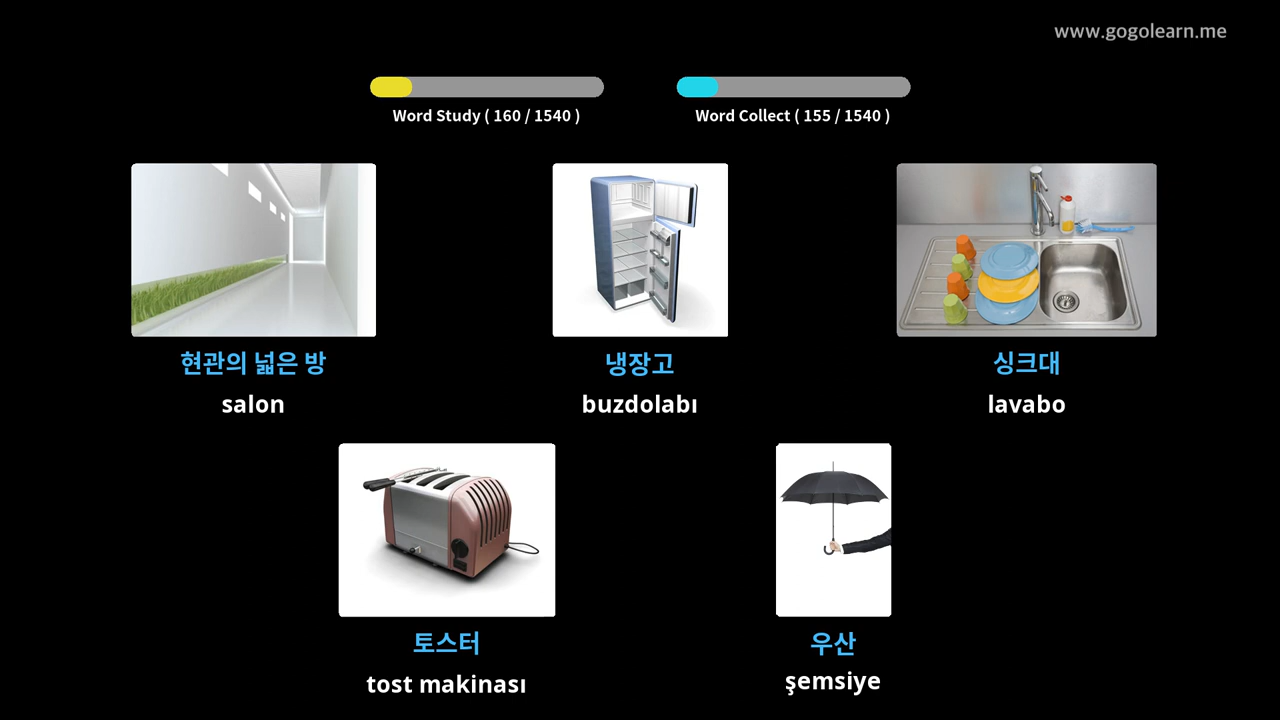 www.gogolearn.me
Word Study ( 160 / 1540 )
Word Collect ( 155 / 1540 )
현관의 넓은 방
냉장고
싱크대
salon
buzdolabı
lavabo
토스터
우산
tost makinası
şemsiye